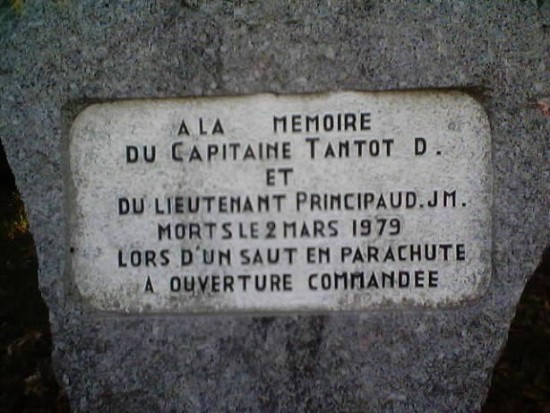 A LA MEMOIRE
DU CAPITAINE TANTOT D.
ET
DU LIEUTENANT PRINCIPAUD.JM.
MORTS LE 2 MARS 1979
LORS D'UN SAUT EN PARACHUTE
A OUVERTURE COMMANDÉE